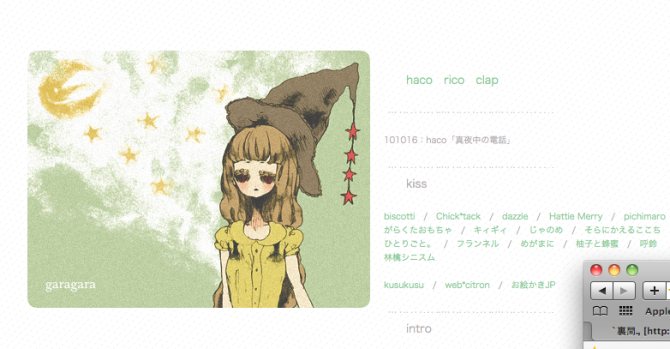 haco rico clap
101016：haco「真夜中の電話」
kiss
biscotti / Chick*tack / dazzle / Hattie Merry / pichimaro
がらくたおもちゃ / キィギィ / じゃのめ / そらにかえるここち
ひとりごと。 / フランネル / めがまに / 柚子と蜂蜜 / 呼鈴
林檎シニスム
garagara
kusukusu / web*citron / お絵かきJP
intro
Apple
`裏問., [http: